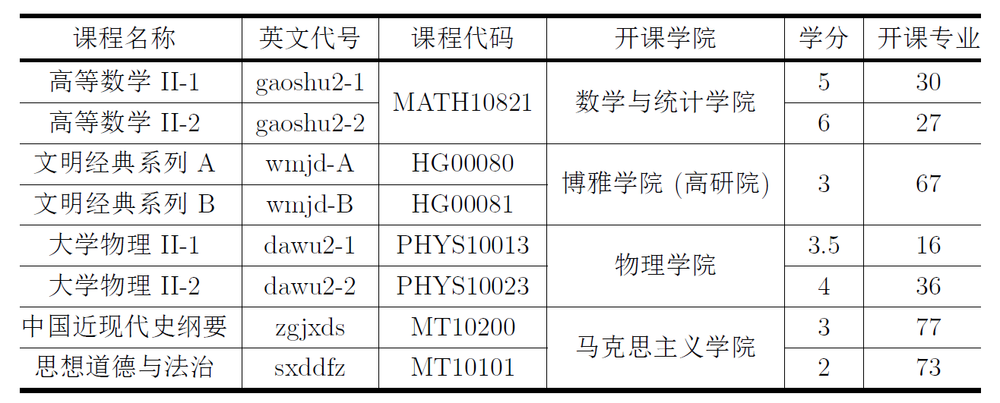 课程名称 英文代号 课程代码 开课学院 学分 开课专业
高等数学 II-1 gaoshu2-1 MATH10821 数学与统计学院 5 30
高等数学 II-2 gaoshu2-2 6 27
文明经典系列 A wmjd-A HG00080 博雅学院 (高研院) 3 67
文明经典系列 B wmjd-B HG00081
大学物理 II-1 dawu2-1 PHYS10013 物理学院 3.5 16
大学物理 II-2 dawu2-2 PHYS10023 4 36
中国近现代史纲要 zgjxds MT10200 马克思主义学院 3 77
思想道德与法治 sxddfz MT10101 2 73